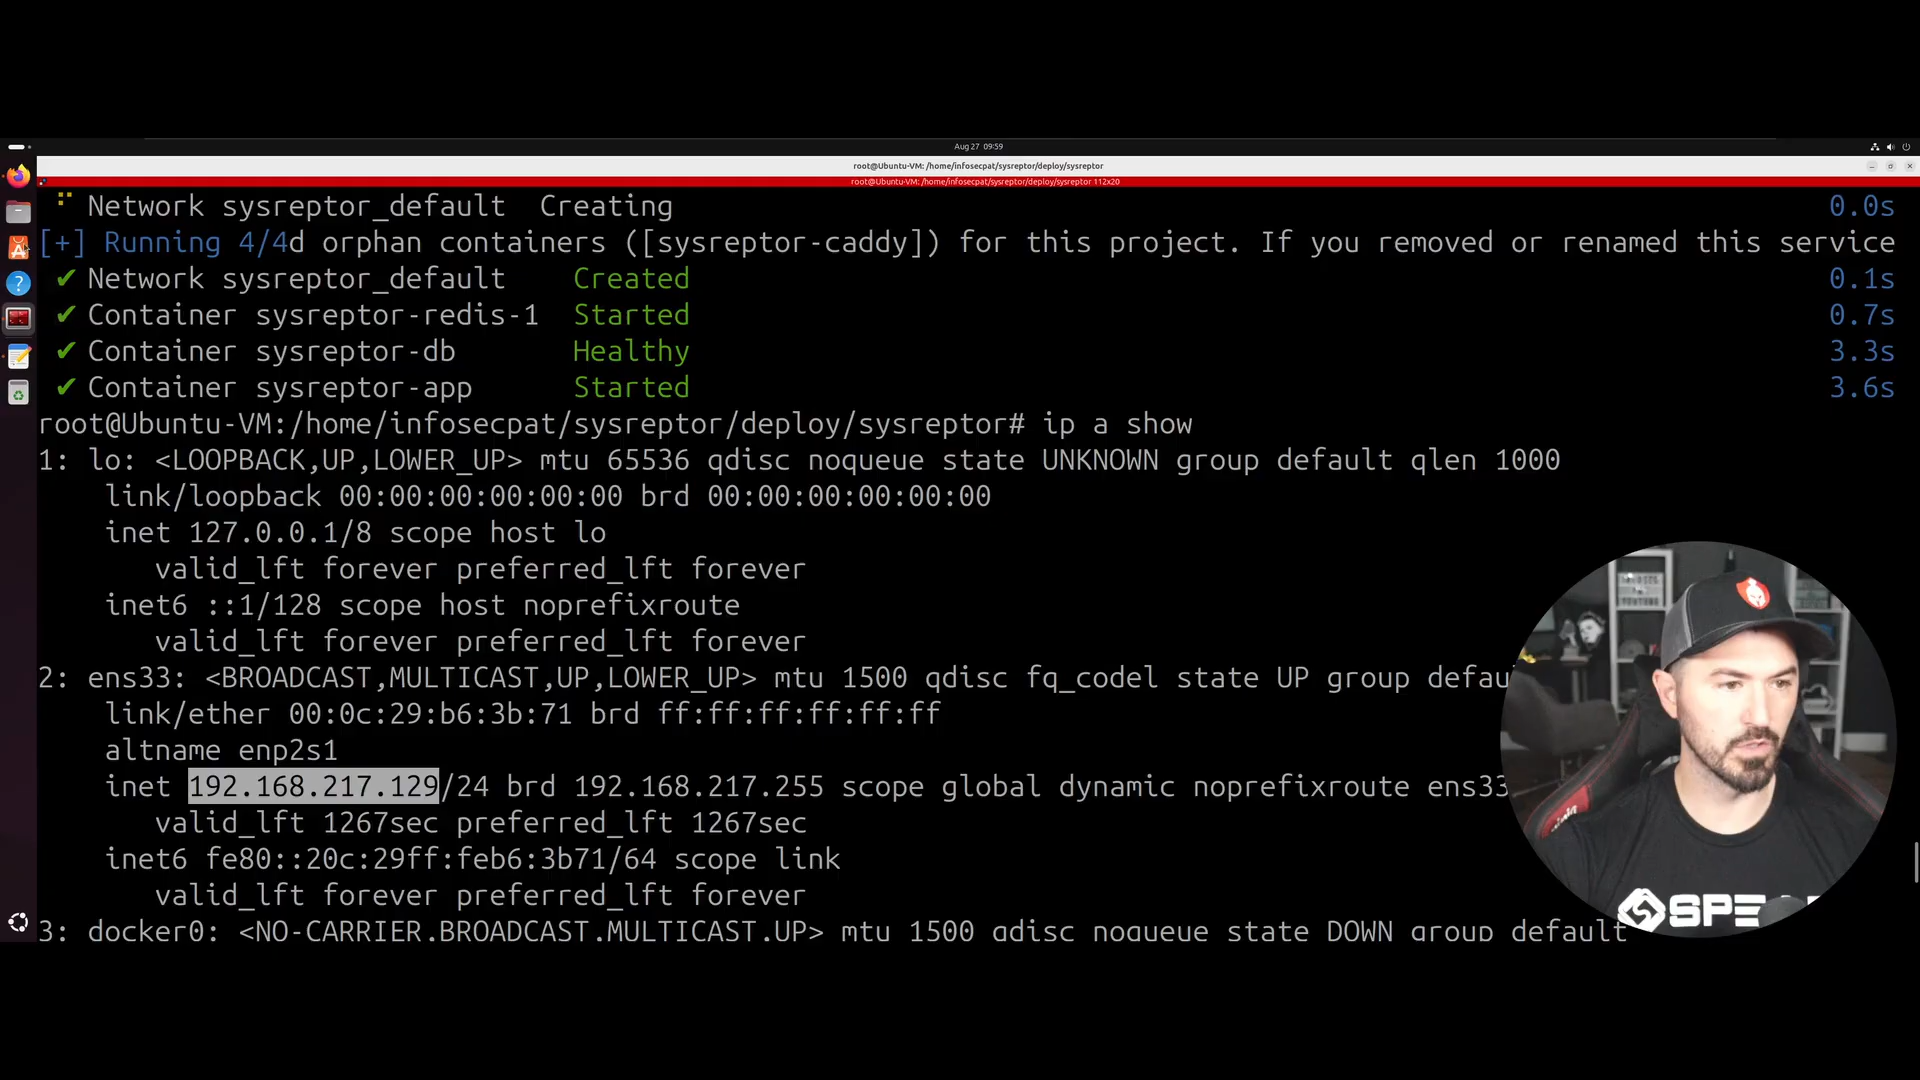 Aug 27 09:59
root@Ubuntu-VM: /home/infosecpat/sysreptor/deploy/sysreptor
root@Ubuntu-VM: /home/infosecpat/sysreptor/deploy/sysreptor 112x20
Network sysreptor_default Creating 0.0s
[+] Running 4/4d orphan containers ([sysreptor-caddy]) for this project. If you removed or renamed this service
✔ Network sysreptor_default Created 0.1s
✔ Container sysreptor-redis-1 Started 0.7s
✔ Container sysreptor-db Healthy 3.3s
✔ Container sysreptor-app Started 3.6s
root@Ubuntu-VM:/home/infosecpat/sysreptor/deploy/sysreptor# ip a show
1: lo: <LOOPBACK,UP,LOWER_UP> mtu 65536 qdisc noqueue state UNKNOWN group default qlen 1000
link/loopback 00:00:00:00:00:00 brd 00:00:00:00:00:00
inet 127.0.0.1/8 scope host lo
valid_lft forever preferred_lft forever
inet6 ::1/128 scope host noprefixroute
valid_lft forever preferred_lft forever
2: ens33: <BROADCAST,MULTICAST,UP,LOWER_UP> mtu 1500 qdisc fq_codel state UP group defau
link/ether 00:0c:29:b6:3b:71 brd ff:ff:ff:ff:ff:ff
altname enp2s1
inet 192.168.217.129/24 brd 192.168.217.255 scope global dynamic noprefixroute ens33
valid_lft 1267sec preferred_lft 1267sec
inet6 fe80::20c:29ff:feb6:3b71/64 scope link
valid_lft forever preferred_lft forever
3: docker0: <NO-CARRIER,BROADCAST,MULTICAST,UP> mtu 1500 qdisc noqueue state DOWN group default
SPE